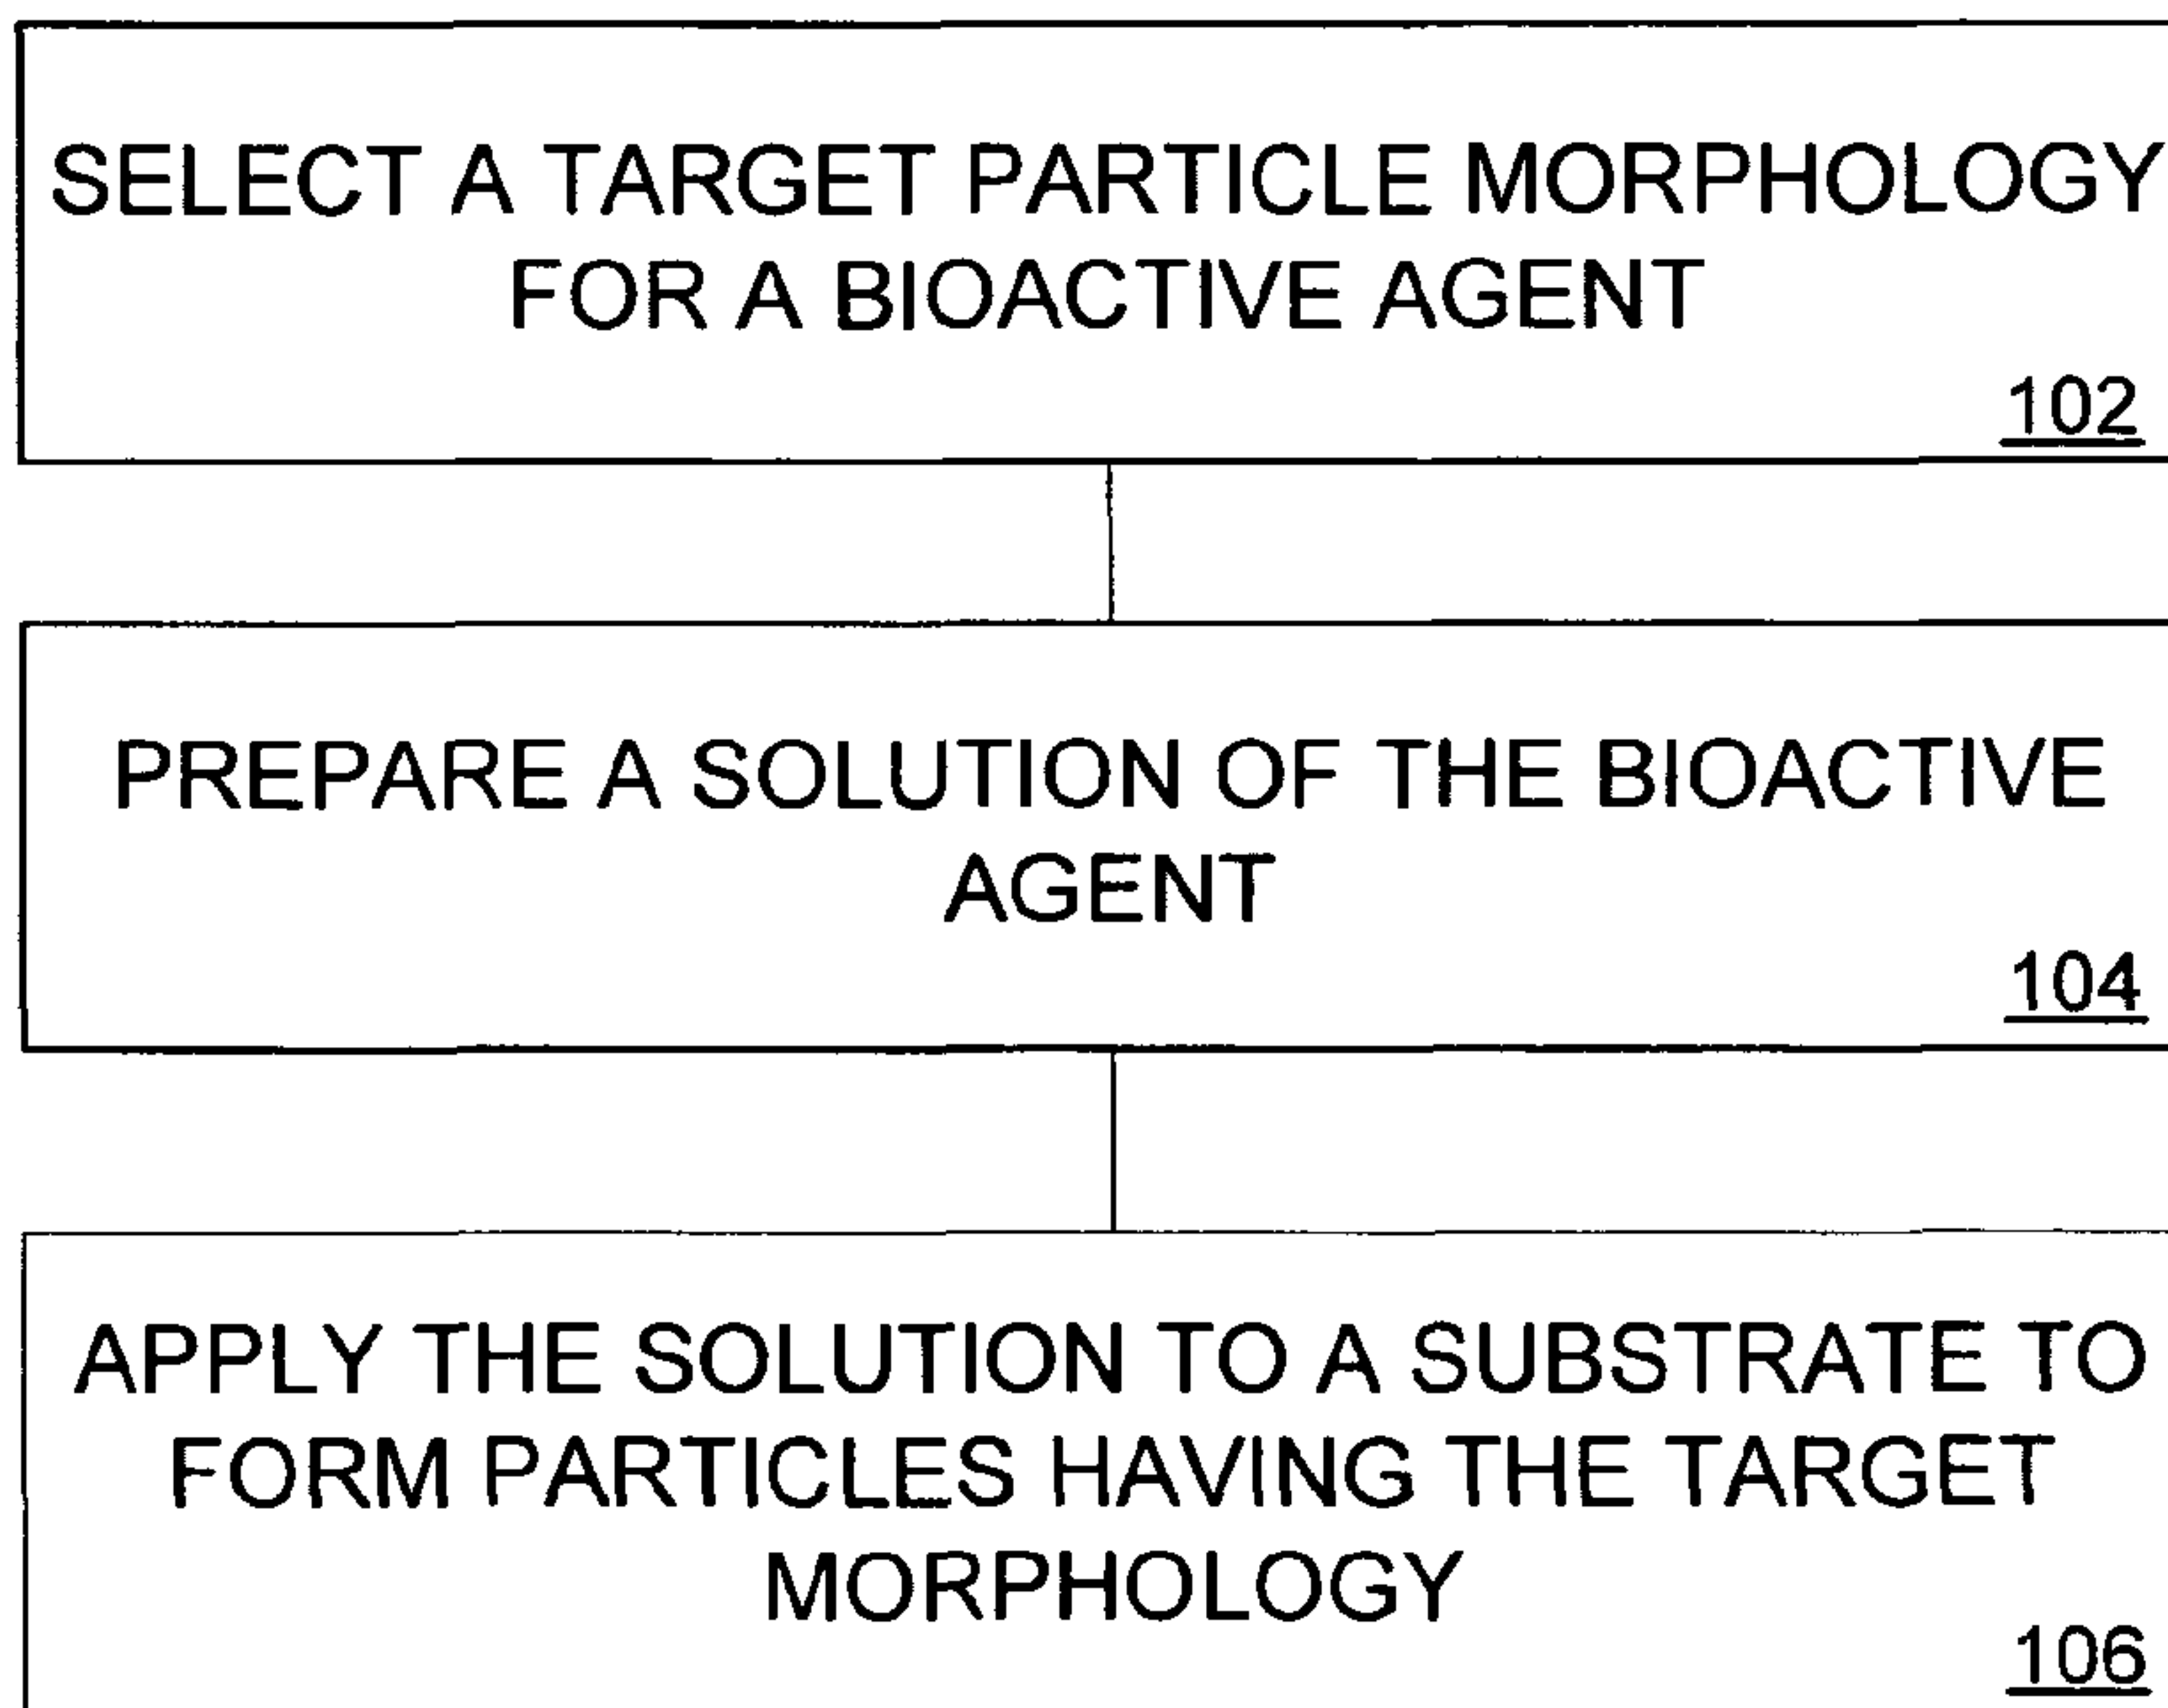 SELECT A TARGET PARTICLE MORPHOLOGY
FOR A BIOACTIVE AGENT
102
PREPARE A SOLUTION OF THE BIOACTIVE
AGENT
104
APPLY THE SOLUTION TO A SUBSTRATE TO
FORM PARTICLES HAVING THE TARGET
MORPHOLOGY
106